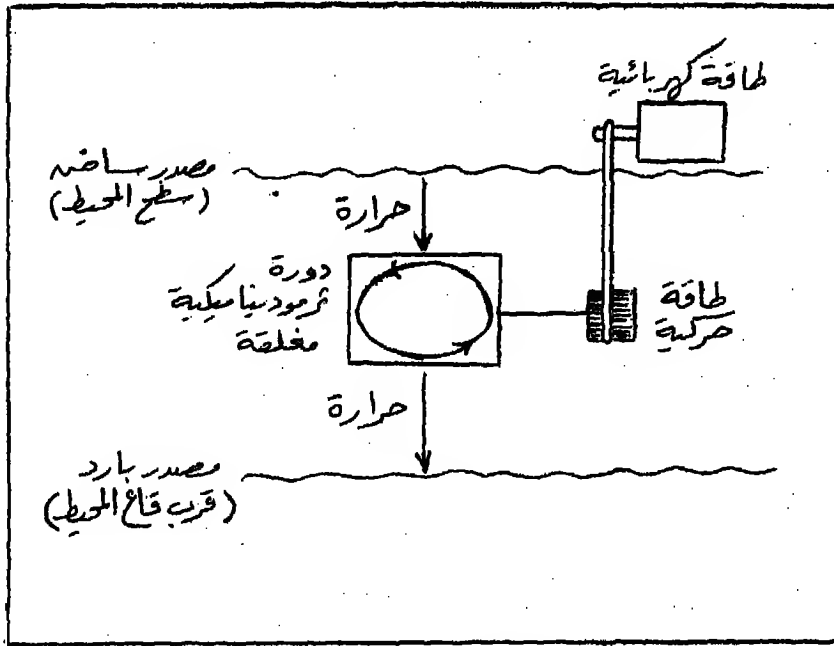 طاقة كهربائية
مصدر ساخن
(سطح المحيط)
حرارة
دورة
ثرموديناميكية
مغلقة
طاقة
حركية
حرارة
مصدر بارد
(قرب قاع المحيط)